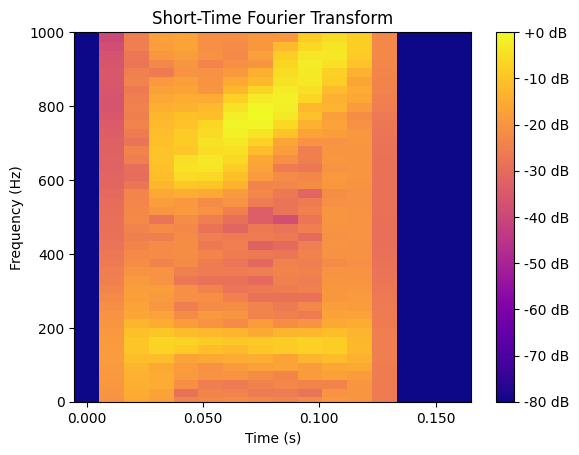 Short-Time Fourier Transform
1000
800
600
400
200
0
Frequency (Hz)
0.000
0.050
0.100
0.150
Time (s)
+0 dB
-10 dB
-20 dB
-30 dB
-40 dB
-50 dB
-60 dB
-70 dB
-80 dB